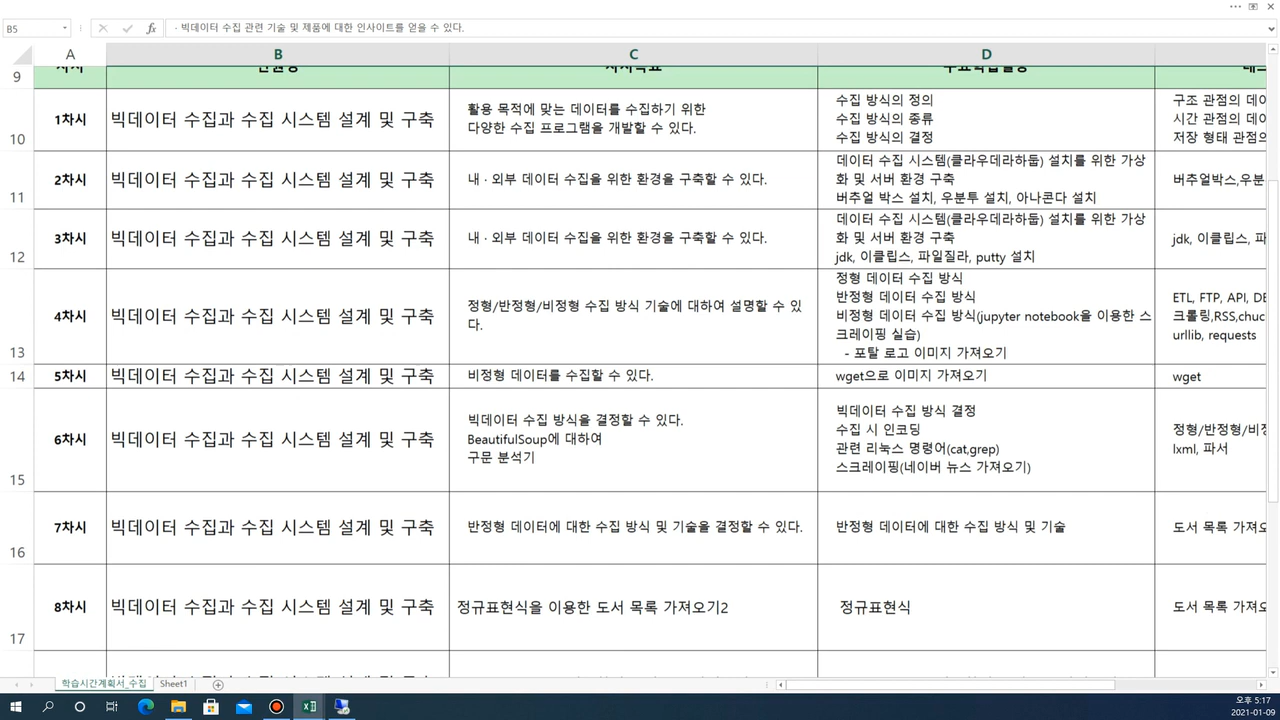 B5
· 빅데이터 수집 관련 기술 및 제품에 대한 인사이트를 얻을 수 있다.
A B C D
9
10 1차시 빅데이터 수집과 수집 시스템 설계 및 구축
활용 목적에 맞는 데이터를 수집하기 위한
다양한 수집 프로그램을 개발할 수 있다.
수집 방식의 정의
수집 방식의 종류
수집 방식의 결정
구조 관점의 데이
시간 관점의 데이
저장 형태 관점의
11 2차시 빅데이터 수집과 수집 시스템 설계 및 구축
내 · 외부 데이터 수집을 위한 환경을 구축할 수 있다.
데이터 수집 시스템(클라우데라하둡) 설치를 위한 가상
화 및 서버 환경 구축
버추얼 박스 설치, 우분투 설치, 아나콘다 설치
버추얼박스,우분
12 3차시 빅데이터 수집과 수집 시스템 설계 및 구축
내 · 외부 데이터 수집을 위한 환경을 구축할 수 있다.
데이터 수집 시스템(클라우데라하둡) 설치를 위한 가상
화 및 서버 환경 구축
jdk, 이클립스, 파일질라, putty 설치
jdk, 이클립스, 파
13 4차시 빅데이터 수집과 수집 시스템 설계 및 구축
정형/반정형/비정형 수집 방식 기술에 대하여 설명할 수 있
다.
정형 데이터 수집 방식
반정형 데이터 수집 방식
비정형 데이터 수집 방식(jupyter notebook을 이용한 스
크레이핑 실습)
- 포탈 로고 이미지 가져오기
ETL, FTP, API, DE
크롤링,RSS,chuc
urllib, requests
14 5차시 빅데이터 수집과 수집 시스템 설계 및 구축
비정형 데이터를 수집할 수 있다.
wget으로 이미지 가져오기
wget
15 6차시 빅데이터 수집과 수집 시스템 설계 및 구축
빅데이터 수집 방식을 결정할 수 있다.
BeautifulSoup에 대하여
구문 분석기
빅데이터 수집 방식 결정
수집 시 인코딩
관련 리눅스 명령어(cat,grep)
스크레이핑(네이버 뉴스 가져오기)
정형/반정형/비정
lxml, 파서
16 7차시 빅데이터 수집과 수집 시스템 설계 및 구축
반정형 데이터에 대한 수집 방식 및 기술을 결정할 수 있다.
반정형 데이터에 대한 수집 방식 및 기술
도서 목록 가져오
17 8차시 빅데이터 수집과 수집 시스템 설계 및 구축
정규표현식을 이용한 도서 목록 가져오기2
정규표현식
도서 목록 가져오
학습시간계획서_수집 Sheet1
오후 5:17
2021-01-09